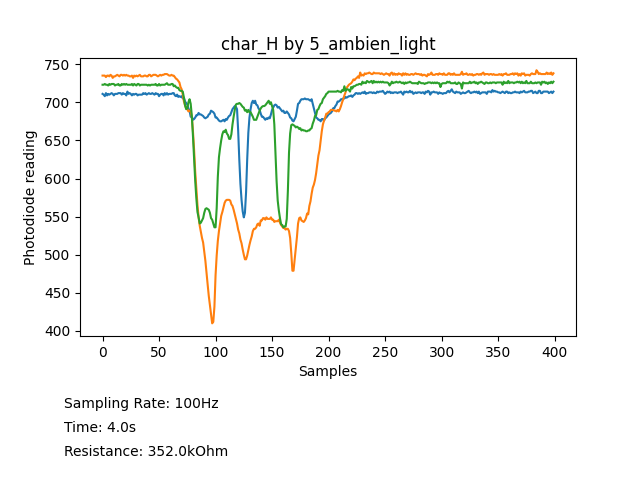 char_H by 5_ambien_light
Photodiode reading
750
700
650
600
550
500
450
400
0 50 100 150 200 250 300 350 400
Samples
Sampling Rate: 100Hz
Time: 4.0s
Resistance: 352.0kOhm